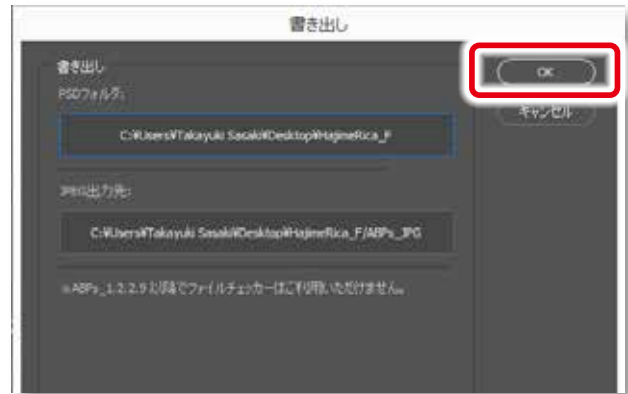 書き出し
書き出し
PSDフォルダ:
OK
C:¥Users¥Takayuki Sasaki¥Desktop¥HajimeRica_F
キャンセル
JPEG出力先:
C:¥Users¥Takayuki Sasaki¥Desktop¥HajimeRica_F/ABPs_JPG
※ABPs_1.2.2.9以降でファイルチェッカーはご利用いただけません。